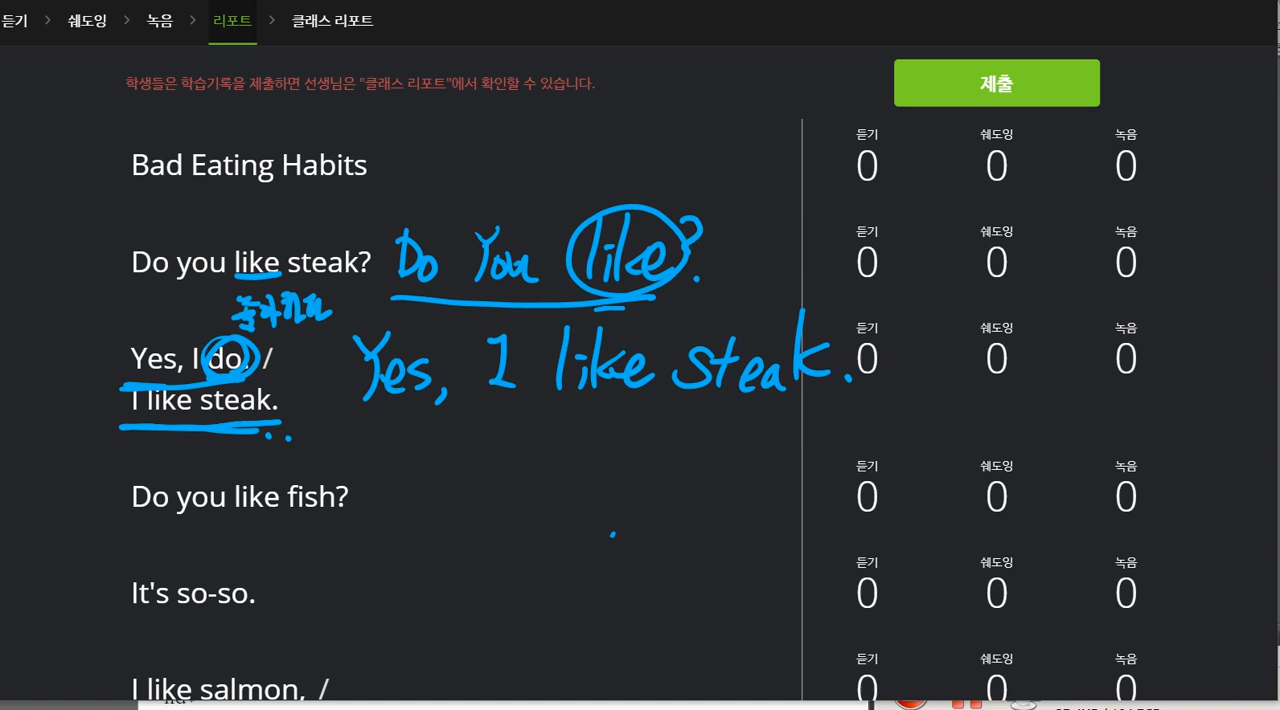 듣기 > 쉐도잉 > 녹음 > 리포트 > 클래스 리포트
학생들은 학습기록을 제출하면 선생님은 "클래스 리포트"에서 확인할 수 있습니다.
제출
Bad Eating Habits
듣기 쉐도잉 녹음
0 0 0
Do you like steak? Do You like?
듣기 쉐도잉 녹음
0 0 0
Yes, I do. /
I like steak.
Yes, I like steak.
듣기 쉐도잉 녹음
0 0 0
Do you like fish?
듣기 쉐도잉 녹음
0 0 0
It's so-so.
듣기 쉐도잉 녹음
0 0 0
I like salmon, /
듣기 쉐도잉 녹음
0 0 0